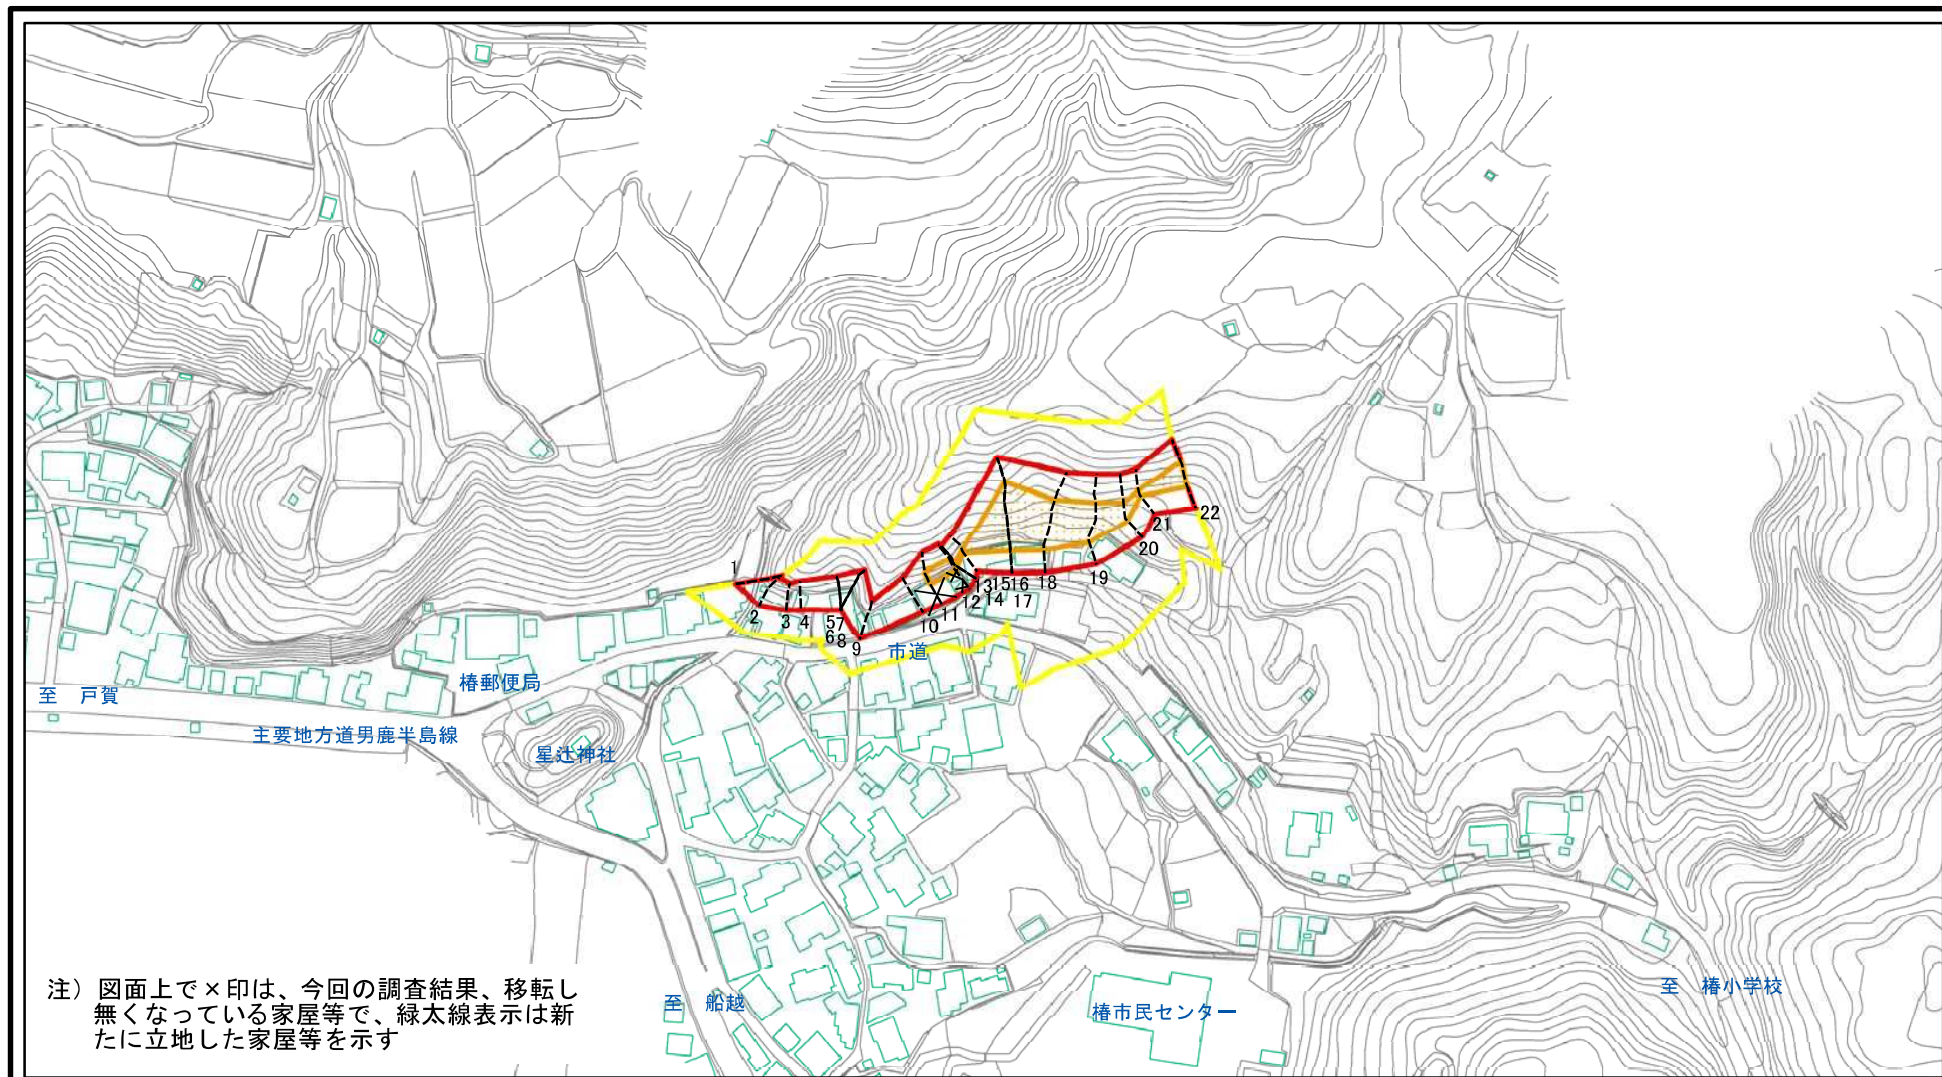 1
2
3
4
5
6
7
8
9
10
11
12
13
14
15
16
17
18
19
20
21
22
市道
至　戸賀
椿郵便局
主要地方道男鹿半島線
星辻神社
至　船越
椿市民センター
至　椿小学校
注）図面上で×印は、今回の調査結果、移転し
無くなっている家屋等で、緑太線表示は新
たに立地した家屋等を示す